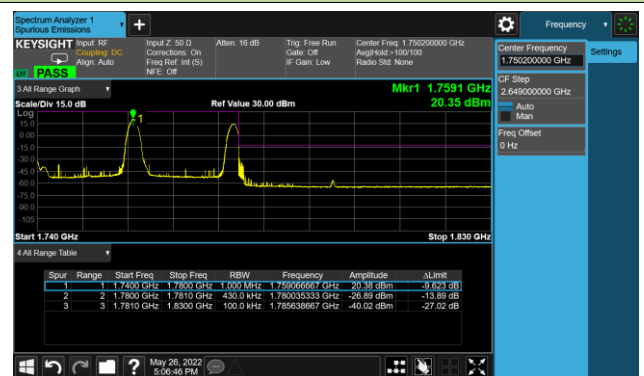 Spectrum Analyzer 1
Spurious Emissions
Frequency
KEYSIGHT Input: RF
Coupling: DC
Align: Auto
Input Z: 50 Ω
Corrections: On
Freq Ref: Int (S)
NFE: Off
Atten: 16 dB
Trig: Free Run
Gate: Off
IF Gain: Low
Center Freq: 1.750200000 GHz
Avg|Hold:>100/100
Radio Std: None
LM PASS
Center Frequency
1.750200000 GHz
Settings
CF Step
2.649000000 GHz
Auto
Man
Freq Offset
0 Hz
3 All Range Graph
Mkr1 1.7591 GHz
Scale/Div 15.0 dB
Ref Value 30.00 dBm
20.35 dBm
Log
15.0
0.00
-15.0
-30.0
-45.0
-60.0
-75.0
-90.0
-105
1
Start 1.740 GHz
Stop 1.830 GHz
4 All Range Table
Spur Range Start Freq Stop Freq RBW Frequency Amplitude ΔLimit
1 1 1.7400 GHz 1.7800 GHz 1.000 MHz 1.759066667 GHz 20.38 dBm -9.623 dB
2 2 1.7800 GHz 1.7810 GHz 430.0 kHz 1.780035333 GHz -26.89 dBm -13.89 dB
3 3 1.7810 GHz 1.8300 GHz 100.0 kHz 1.785638667 GHz -40.02 dBm -27.02 dB
May 26, 2022
5:06:46 PM